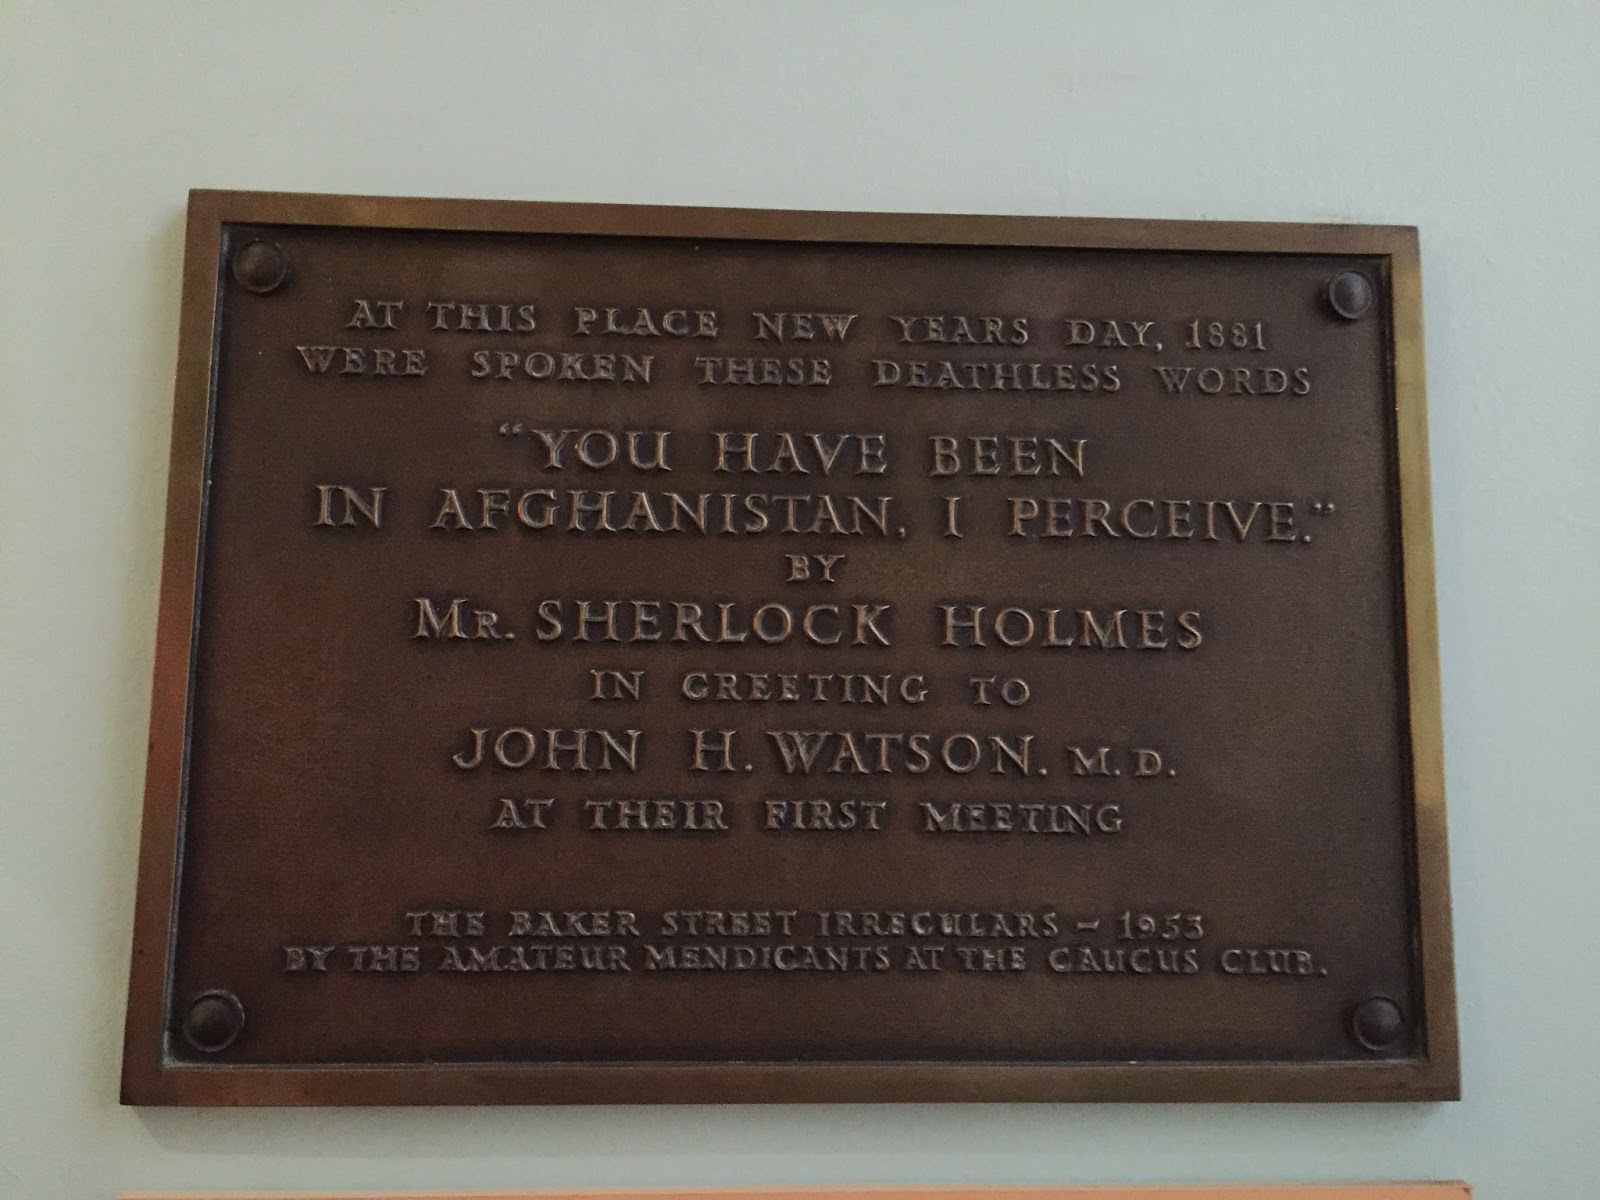 AT THIS PLACE NEW YEARS DAY, 1881
WERE SPOKEN THESE DEATHLESS WORDS
"YOU HAVE BEEN
IN AFGHANISTAN, I PERCEIVE."
BY
MR. SHERLOCK HOLMES
IN GREETING TO
JOHN H. WATSON. M.D.
AT THEIR FIRST MEETING
THE BAKER STREET IRREGULARS – 1953
BY THE AMATEUR MENDICANTS AT THE CAUCUS CLUB.